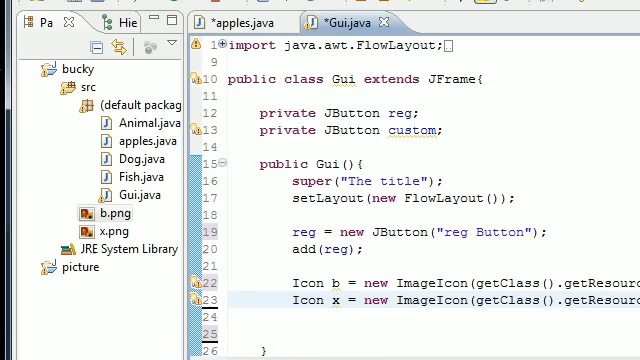 Pa
Hie
bucky
src
(default packag
Animal.java
apples.java
Dog.java
Fish.java
Gui.java
b.png
x.png
JRE System Library
picture
*apples.java
*Gui.java
1 import java.awt.FlowLayout;
9
10 public class Gui extends JFrame{
11
12 private JButton reg;
13 private JButton custom;
14
15 public Gui(){
16 super("The title");
17 setLayout(new FlowLayout());
18
19 reg = new JButton("reg Button");
20 add(reg);
21
22 Icon b = new ImageIcon(getClass().getResour
23 Icon x = new ImageIcon(getClass().getResour
24
25
26 }